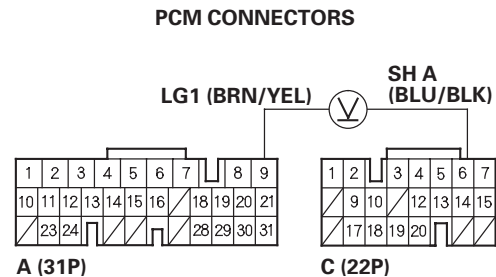 PCM CONNECTORS
LG1 (BRN/YEL)
SH A
(BLU/BLK)
V
1 2 3 4 5 6 7 8 9
10 11 12 13 14 15 16 18 19 20 21
23 24 28 29 30 31
A (31P)
1 2 3 4 5 6 7
9 10 12 13 14 15
17 18 19 20
C (22P)